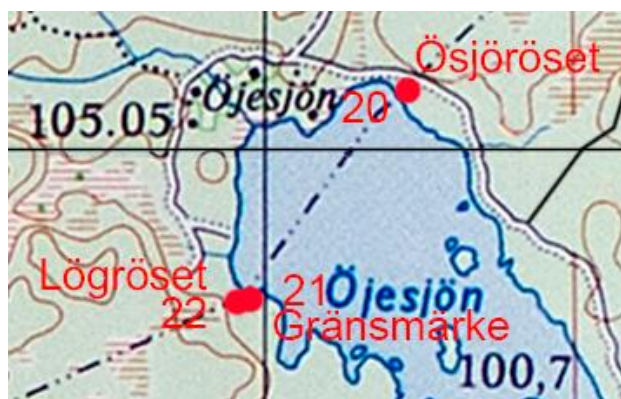 Ösjöröset
Öjesjön
20
105.05
Lögröset
21
Öjesjön
22
Gränsmärke
100,7